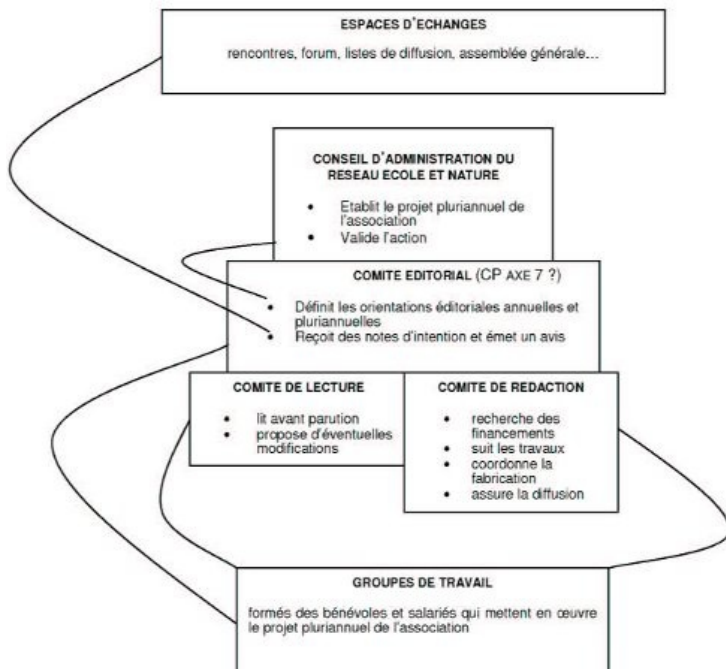 ESPACES D'ECHANGES
rencontres, forum, listes de diffusion, assemblée générale...
CONSEIL D'ADMINISTRATION DU
RESEAU ECOLE ET NATURE
• Etablit le projet pluriannuel de
l'association
• Valide l'action
COMITE EDITORIAL (CP AXE 7 ?)
• Définit les orientations éditoriales annuelles et
pluriannuelles
• Reçoit des notes d'intention et émet un avis
COMITE DE LECTURE
• lit avant parution
• propose d'éventuelles
modifications
COMITE DE REDACTION
• recherche des
financements
• suit les travaux
• coordonne la
fabrication
• assure la diffusion
GROUPES DE TRAVAIL
formés des bénévoles et salariés qui mettent en œuvre
le projet pluriannuel de l'association